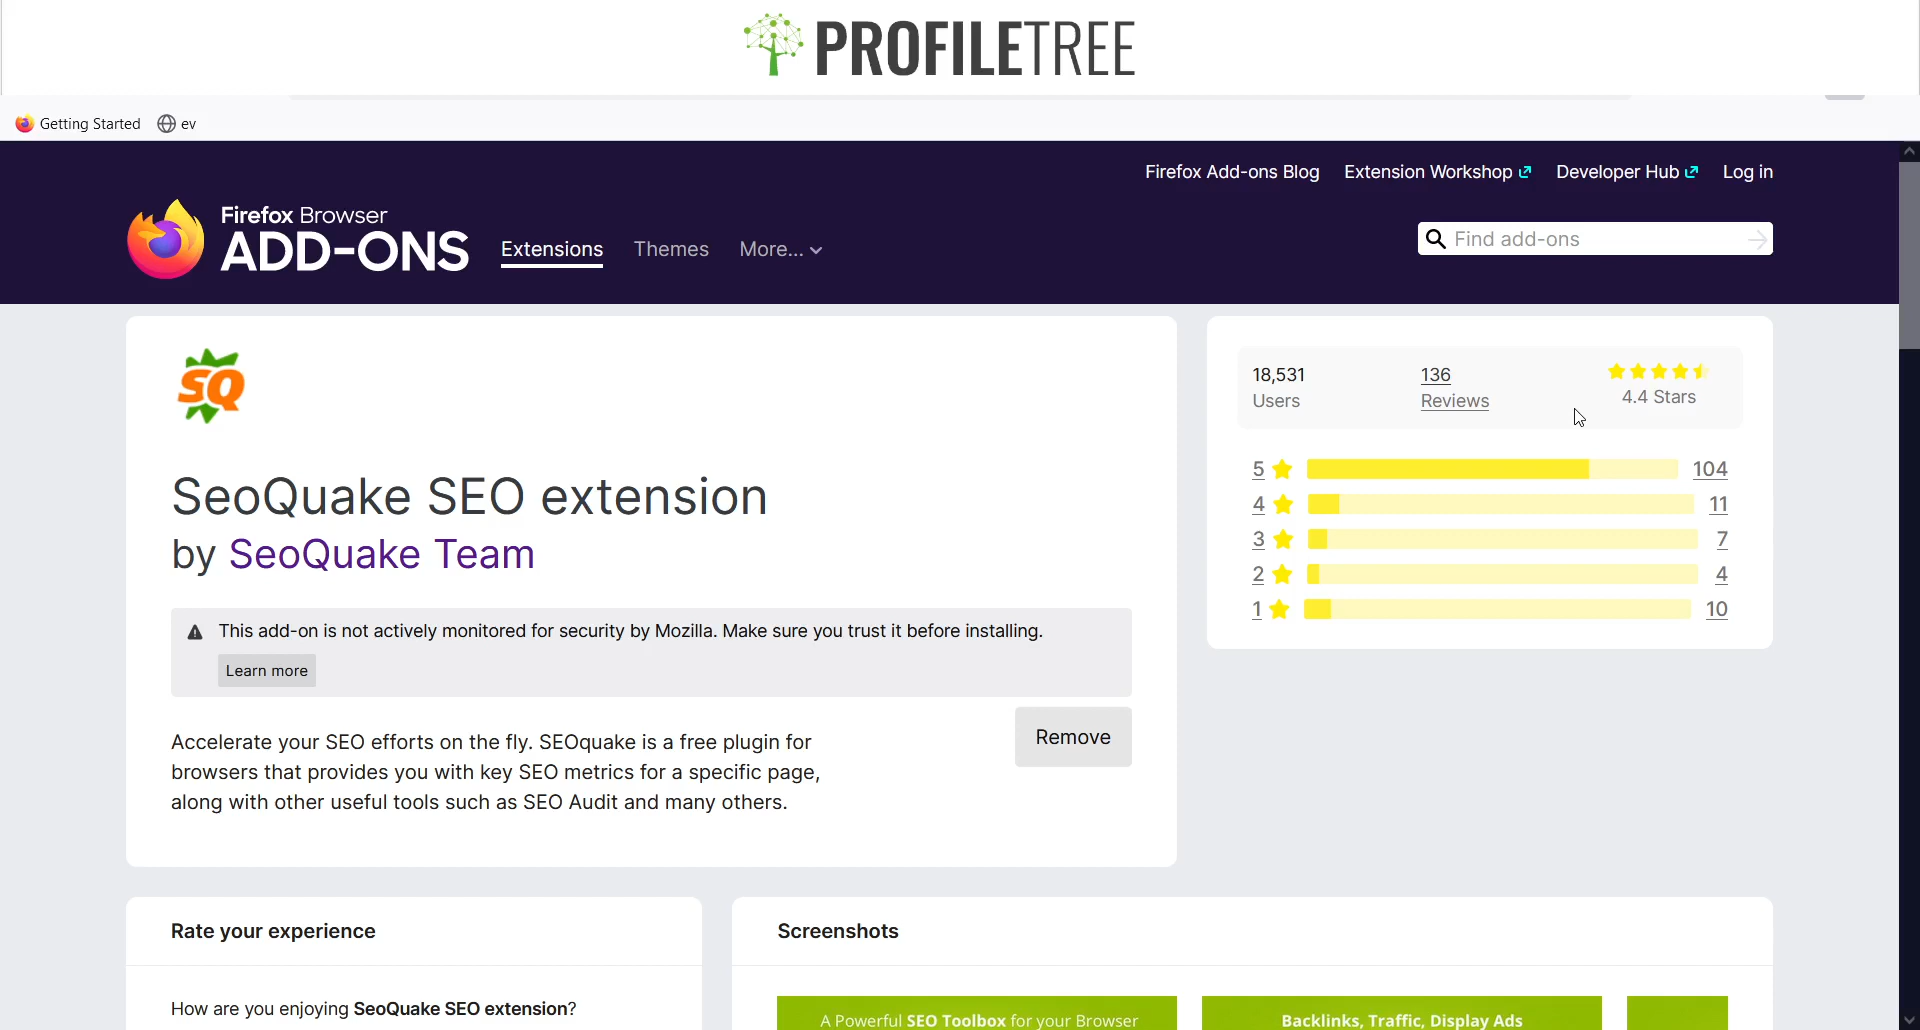 PROFILETREE
Getting Started ev
Firefox Add-ons Blog Extension Workshop Developer Hub Log in
Firefox Browser
ADD-ONS
Extensions Themes More...
Find add-ons
SQ
SeoQuake SEO extension
by SeoQuake Team
This add-on is not actively monitored for security by Mozilla. Make sure you trust it before installing.
Learn more
Accelerate your SEO efforts on the fly. SEOquake is a free plugin for
browsers that provides you with key SEO metrics for a specific page,
along with other useful tools such as SEO Audit and many others.
Remove
18,531
Users
136
Reviews
4.4 Stars
5 104
4 11
3 7
2 4
1 10
Rate your experience
How are you enjoying SeoQuake SEO extension?
Screenshots
A Powerful SEO Toolbox for your Browser
Backlinks, Traffic, Display Ads